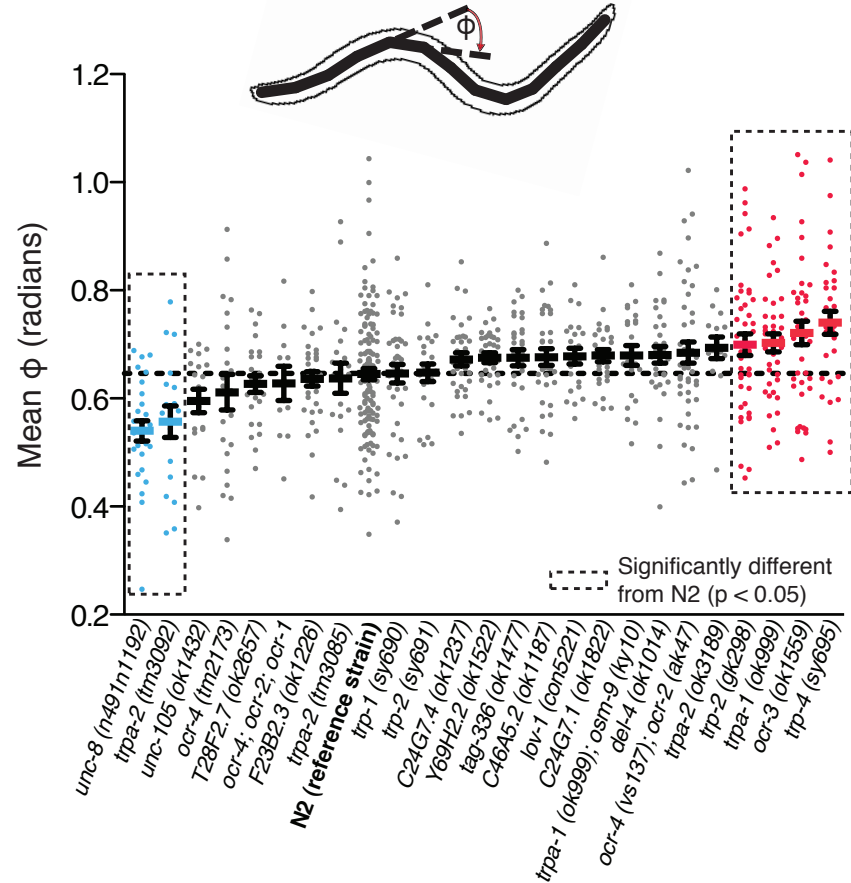 ϕ
1.2
1.0
0.8
0.6
0.4
0.2
Mean ϕ (radians)
Significantly different
from N2 (p < 0.05)
unc-8 (n491n1192)
trpa-2 (tm3092)
unc-105 (ok1432)
ocr-4 (tm2173)
T28F2.7 (ok2657)
ocr-4; ocr-2; ocr-1
F23B2.3 (ok1226)
trpa-2 (tm3085)
N2 (reference strain)
trp-1 (sy690)
trp-2 (sy691)
C24G7.4 (ok1237)
Y69H2.2 (ok1522)
tag-336 (ok1477)
C46A5.2 (ok1187)
lov-1 (con5221)
C24G7.1 (ok1822)
trpa-1 (ok999); osm-9 (ky10)
del-4 (ok1014)
ocr-4 (vs137); ocr-2 (ak47)
trpa-2 (ok3189)
trp-2 (gk298)
trpa-1 (ok999)
ocr-3 (ok1559)
trp-4 (sy695)